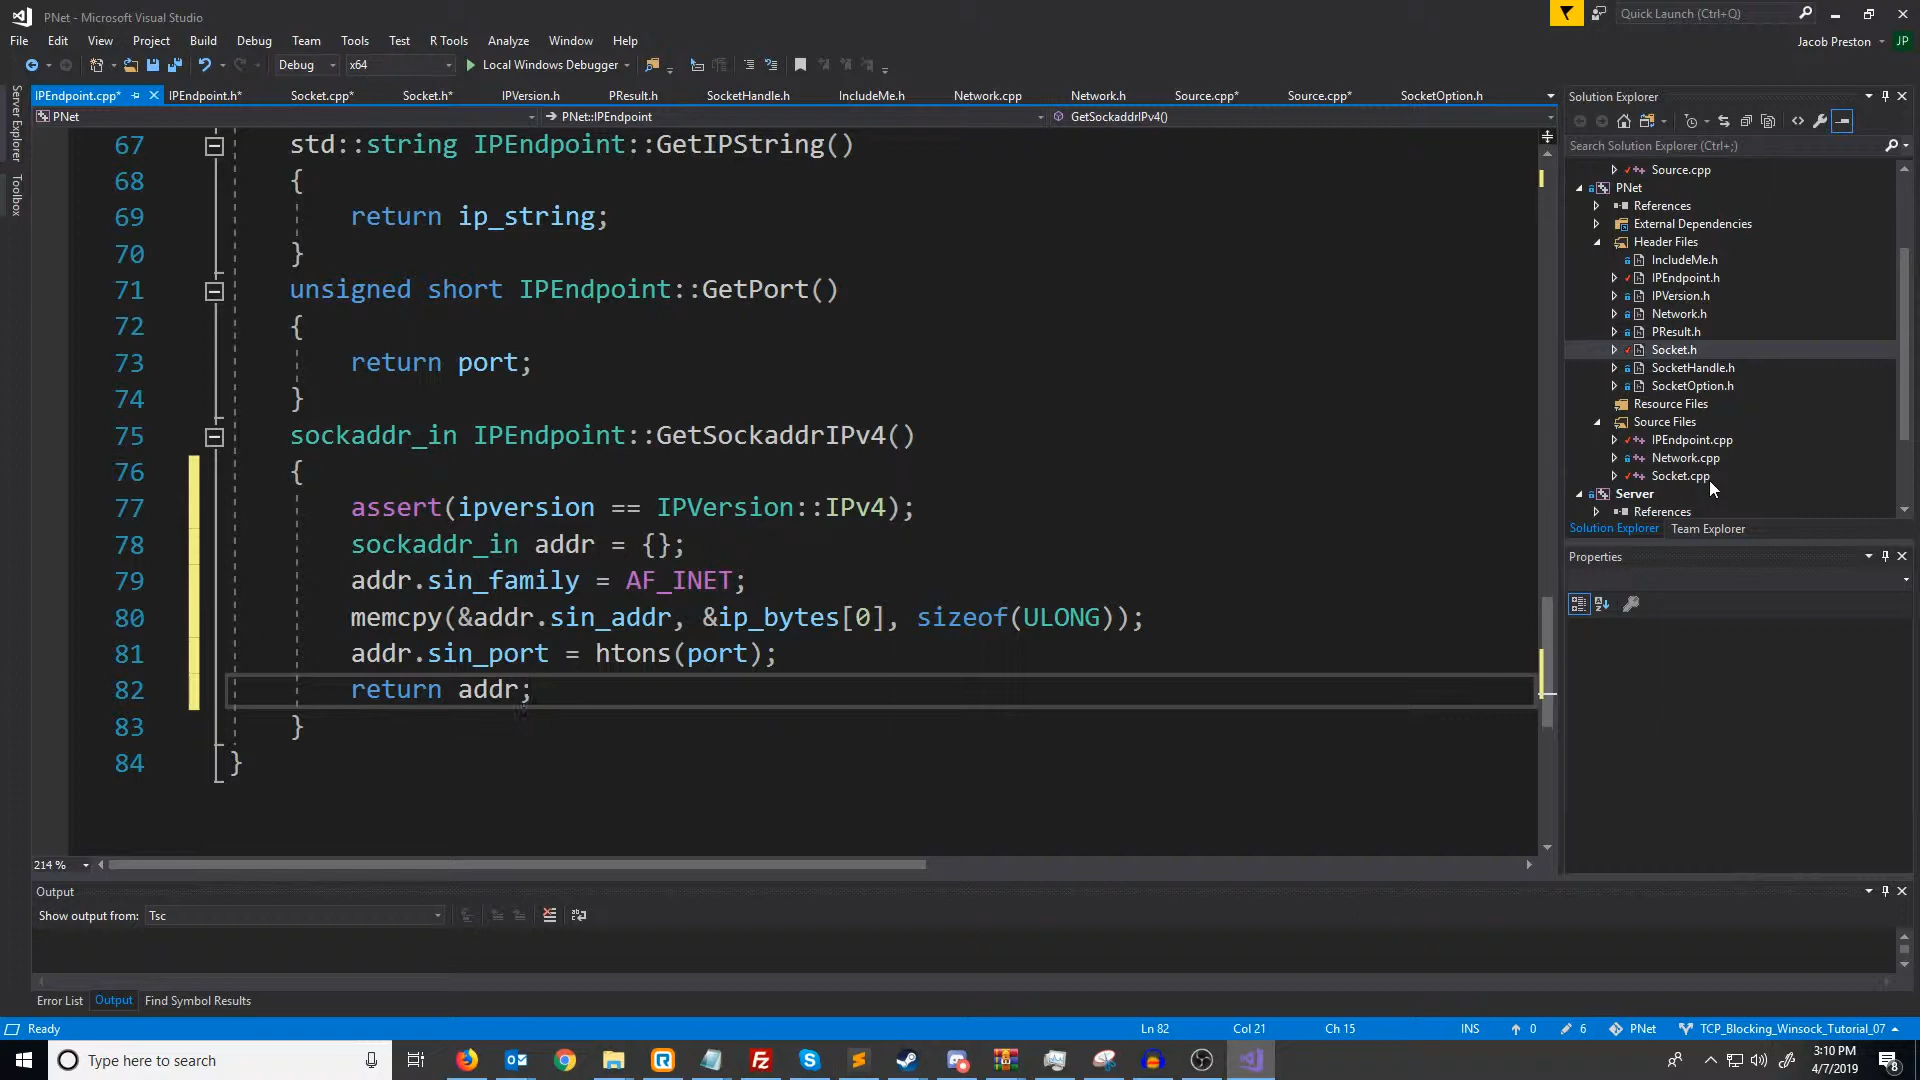 PNet - Microsoft Visual Studio
Quick Launch (Ctrl+Q)
File Edit View Project Build Debug Team Tools Test R Tools Analyze Window Help
Jacob Preston JP
Debug x64 Local Windows Debugger
Server Explorer
Toolbox
IPEndpoint.cpp* IPEndpoint.h* Socket.cpp* Socket.h* IPVersion.h PResult.h SocketHandle.h IncludeMe.h Network.cpp Network.h Source.cpp* Source.cpp* SocketOption.h
PNet PNet::IPEndpoint GetSockaddrIPv4()
67 std::string IPEndpoint::GetIPString()
68 {
69 return ip_string;
70 }
71 unsigned short IPEndpoint::GetPort()
72 {
73 return port;
74 }
75 sockaddr_in IPEndpoint::GetSockaddrIPv4()
76 {
77 assert(ipversion == IPVersion::IPv4);
78 sockaddr_in addr = {};
79 addr.sin_family = AF_INET;
80 memcpy(&addr.sin_addr, &ip_bytes[0], sizeof(ULONG));
81 addr.sin_port = htons(port);
82 return addr;
83 }
84 }
214 %
Solution Explorer
Search Solution Explorer (Ctrl+;)
Source.cpp
PNet
References
External Dependencies
Header Files
IncludeMe.h
IPEndpoint.h
IPVersion.h
Network.h
PResult.h
Socket.h
SocketHandle.h
SocketOption.h
Resource Files
Source Files
IPEndpoint.cpp
Network.cpp
Socket.cpp
Server
References
Solution Explorer Team Explorer
Properties
Output
Show output from: Tsc
Error List Output Find Symbol Results
Ready Ln 82 Col 21 Ch 15 INS 0 6 PNet TCP_Blocking_Winsock_Tutorial_07
Type here to search
3:10 PM
4/7/2019
8